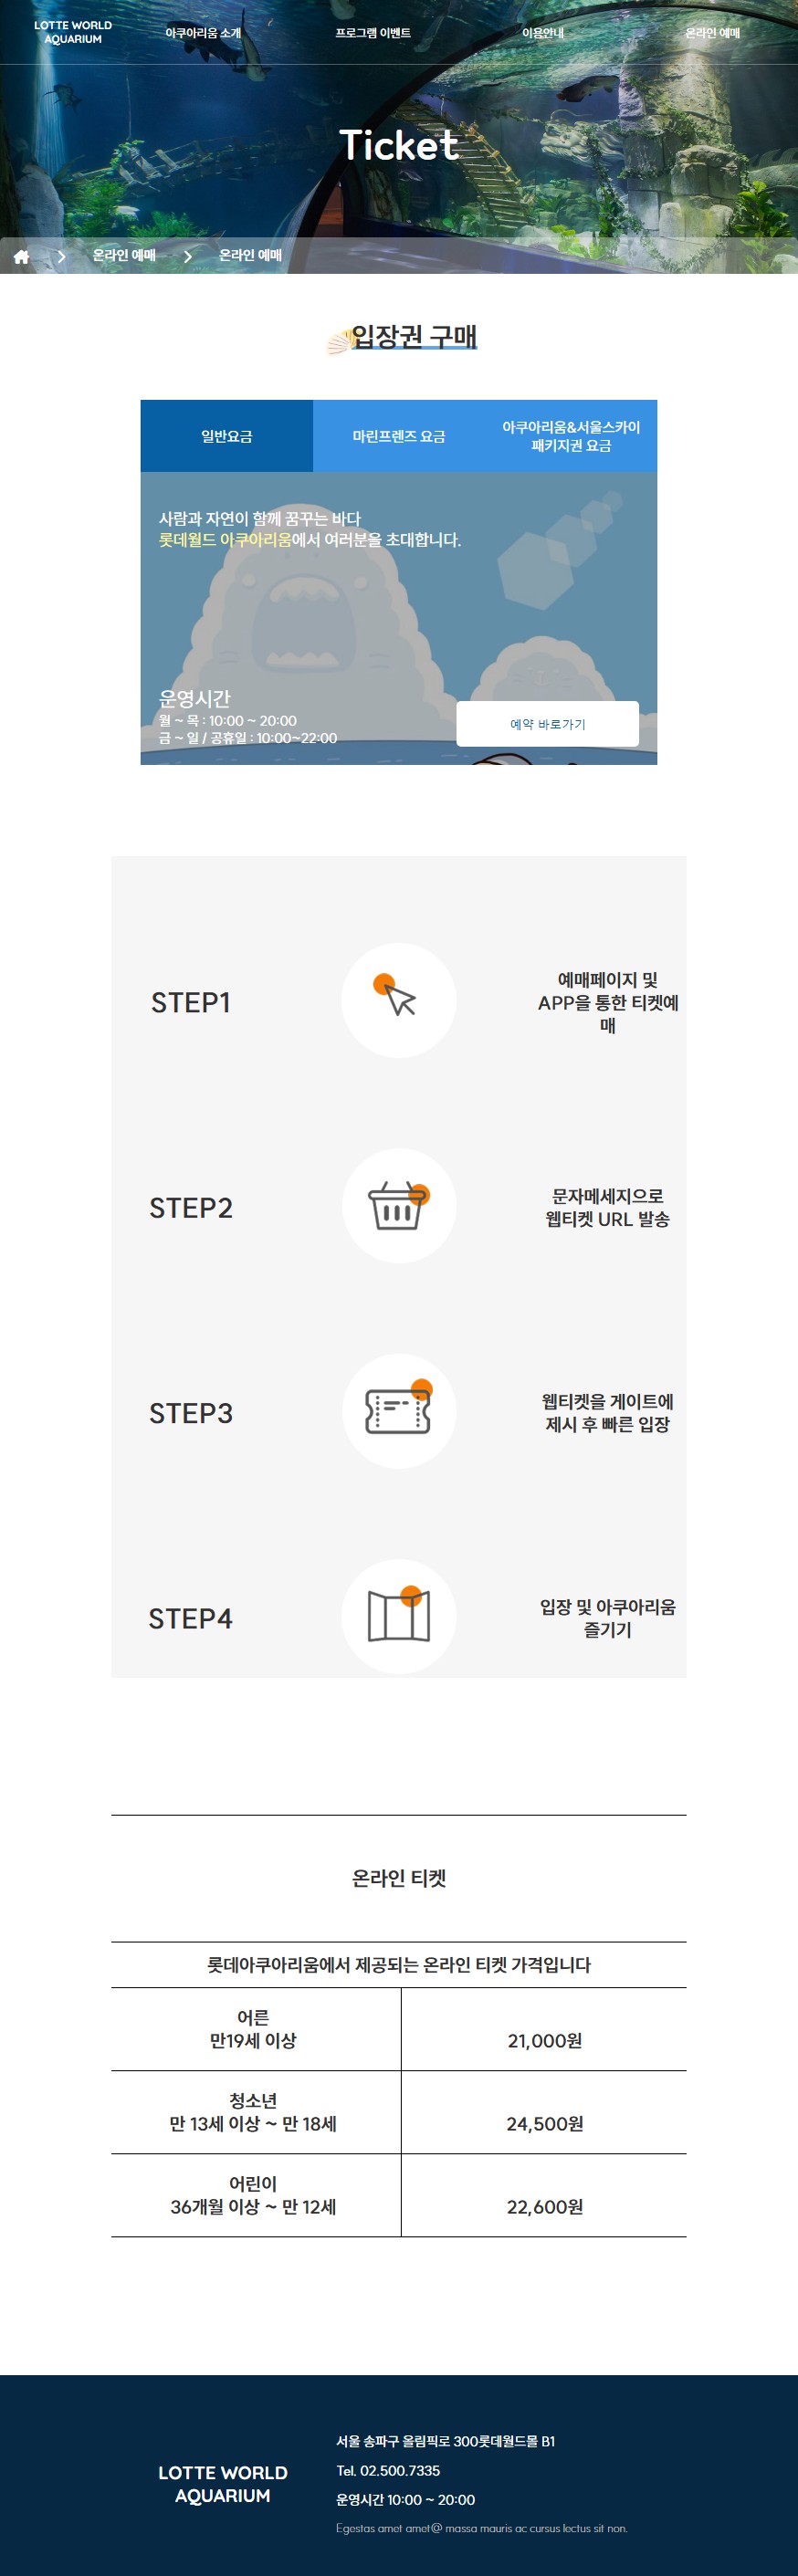 LOTTE WORLD
AQUARIUM
아쿠아리움 소개
프로그램 이벤트
이용안내
온라인 예매
Ticket
온라인 예매
온라인 예매
입장권 구매
일반요금
마린프렌즈 요금
아쿠아리움&서울스카이
패키지권 요금
사람과 자연이 함께 꿈꾸는 바다
롯데월드 아쿠아리움에서 여러분을 초대합니다.
운영시간
월 ~ 목 : 10:00 ~ 20:00
금 ~ 일 / 공휴일 : 10:00~22:00
예약 바로가기
STEP1
예매페이지 및
APP을 통한 티켓예
매
STEP2
문자메세지으로
웹티켓 URL 발송
STEP3
웹티켓을 게이트에
제시 후 빠른 입장
STEP4
입장 및 아쿠아리움
즐기기
온라인 티켓
롯데아쿠아리움에서 제공되는 온라인 티켓 가격입니다
어른
만19세 이상
21,000원
청소년
만 13세 이상 ~ 만 18세
24,500원
어린이
36개월 이상 ~ 만 12세
22,600원
LOTTE WORLD
AQUARIUM
서울 송파구 올림픽로 300롯데월드몰 B1
Tel. 02.500.7335
운영시간 10:00 ~ 20:00
Egestas amet amet@ massa mauris ac cursus lectus sit non.